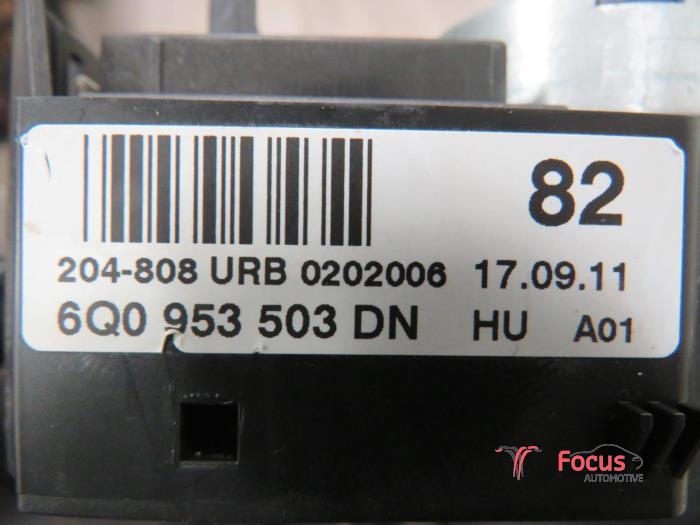 82
204-808 URB 0202006 17.09.11
6Q0 953 503 DN HU A01
Focus
AUTOMOTIVE